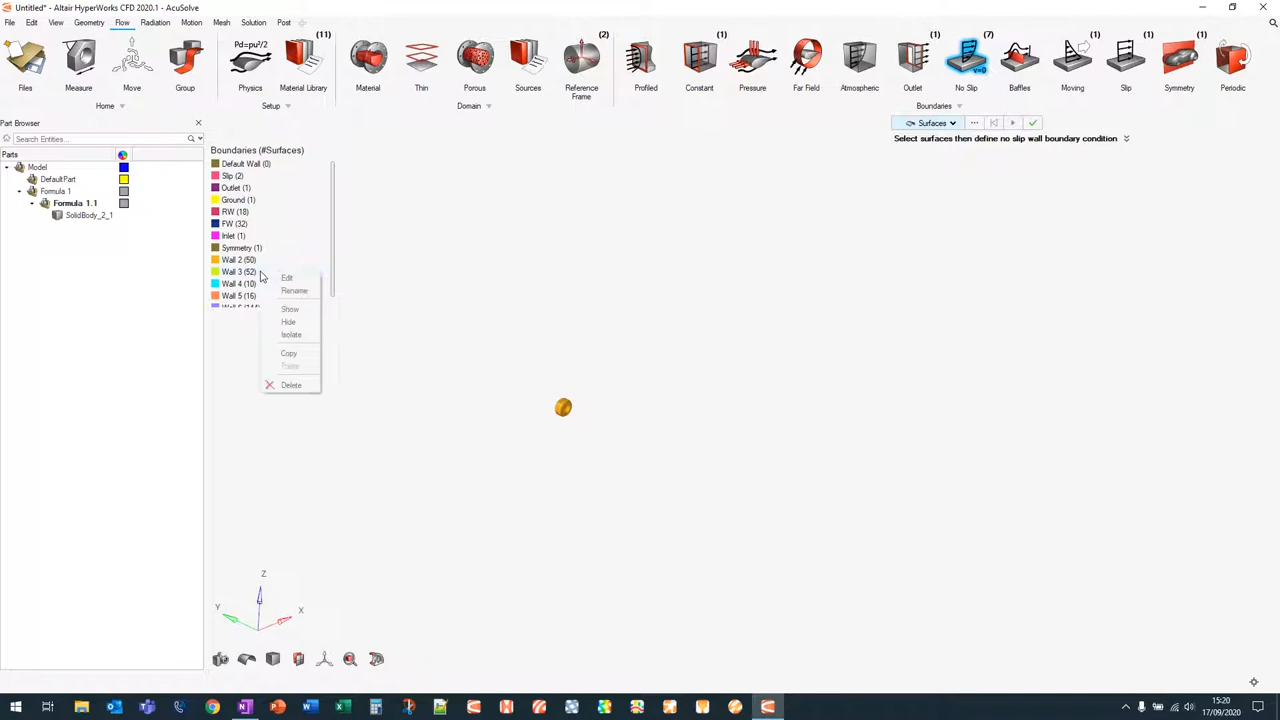 Untitled* - Altair HyperWorks CFD 2020.1 - AcuSolve
File Edit View Geometry Flow Radiation Motion Mesh Solution Post
Pd=pu²/2 (11) (2) (1) (1) (7) v=0 (1) (1) (1)
Files Measure Move Group Physics Material Library Material Thin Porous Sources Reference Frame Profiled Constant Pressure Far Field Atmospheric Outlet No Slip Baffles Moving Slip Symmetry Periodic
Home Setup Domain Boundaries
Part Browser
Surfaces
Search Entities...
Select surfaces then define no slip wall boundary condition
Parts
Boundaries (#Surfaces)
Default Wall (0)
Model
Slip (2)
DefaultPart
Outlet (1)
Formula 1
Ground (1)
Formula 1.1
RW (18)
SolidBody_2_1
FW (32)
Inlet (1)
Symmetry (1)
Wall 2 (50)
Wall 3 (52)
Wall 4 (10)
Wall 5 (16)
Edit
Rename
Show
Hide
Isolate
Copy
Paste
Delete
Z
Y
X
15:20
17/09/2020